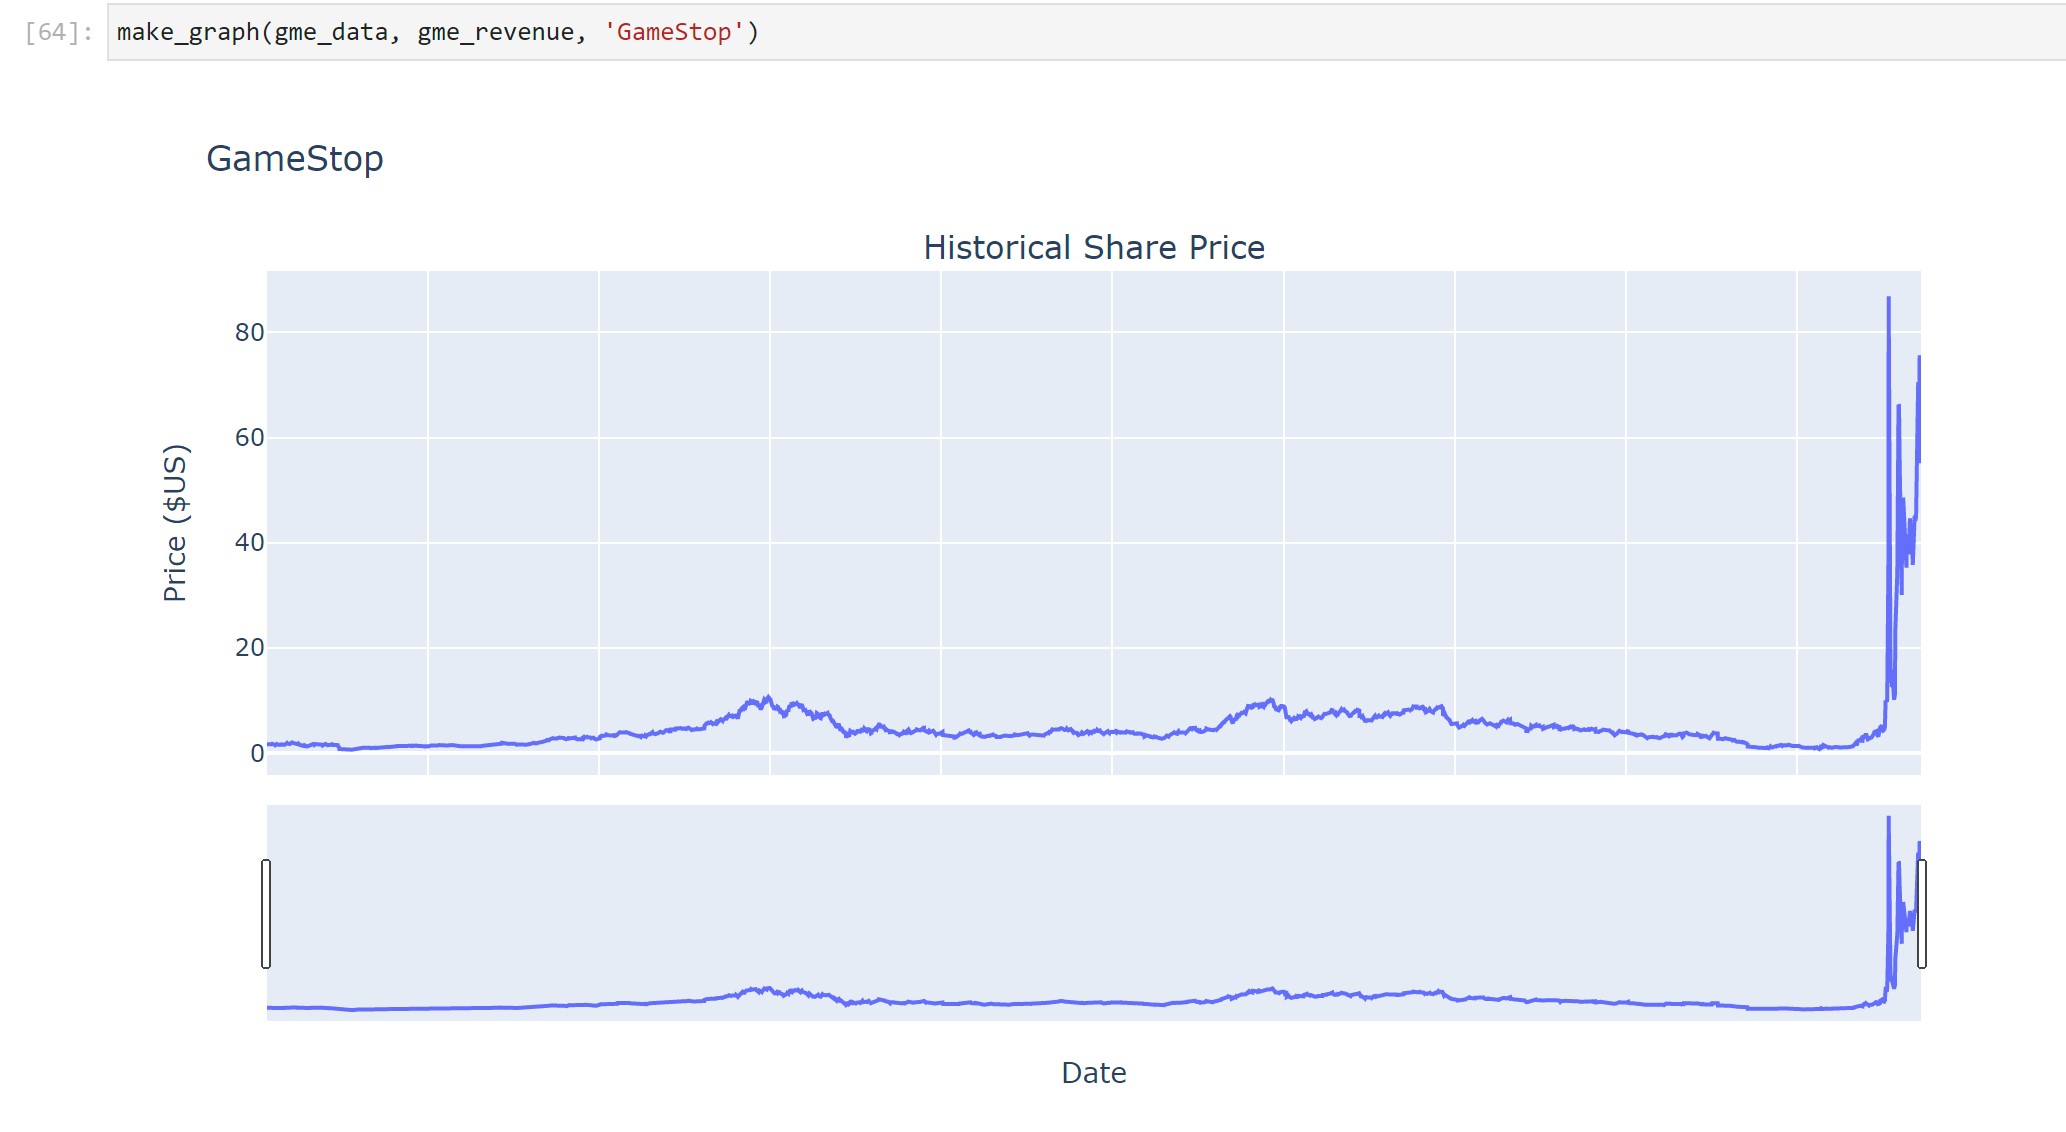 [64]: make_graph(gme_data, gme_revenue, 'GameStop')
GameStop
Historical Share Price
80
60
40
20
0
Price ($US)
Date